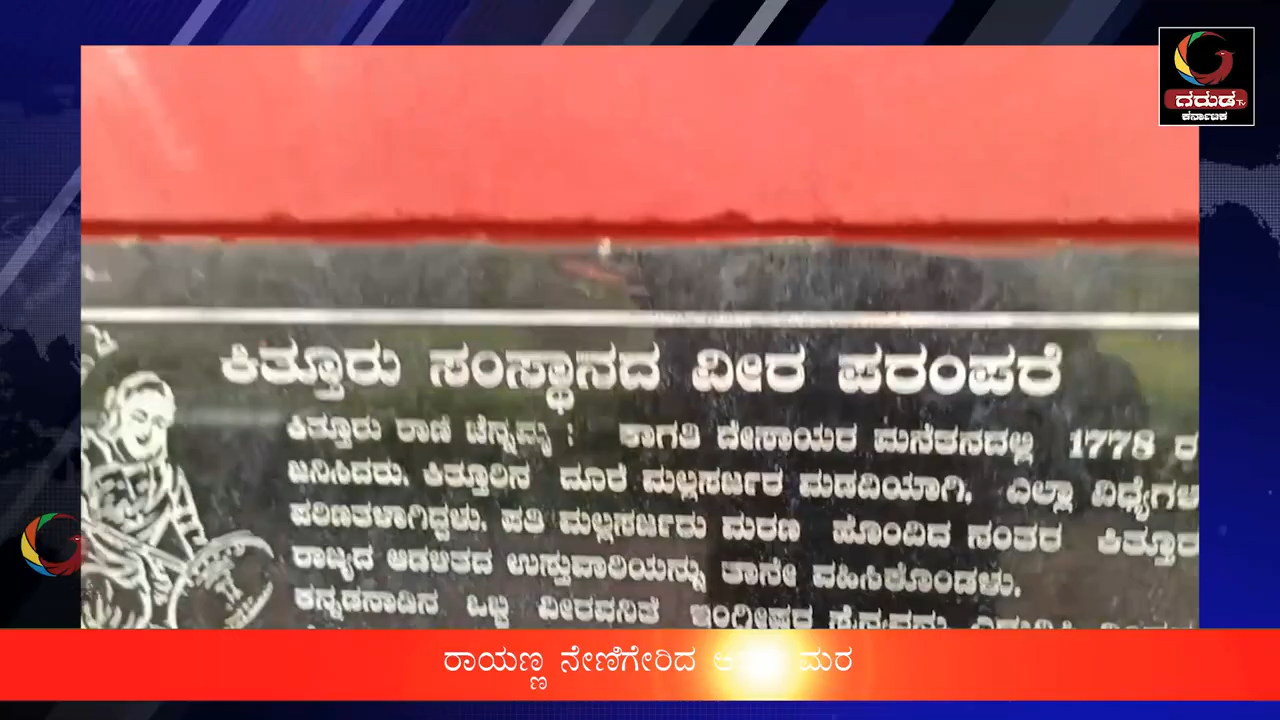 ಗರುಡ Tv
ಕರ್ನಾಟಕ
ಕಿತ್ತೂರು ಸಂಸ್ಥಾನದ ವೀರ ಪರಂಪರೆ
ಕಿತ್ತೂರು ರಾಣಿ ಚೆನ್ನಮ್ಮ : ಕಾಗತಿ ದೇಸಾಯರ ಮನೆತನದಲ್ಲಿ 1778 ರ
ಜನಿಸಿದರು. ಕಿತ್ತೂರಿನ ದೊರೆ ಮಲ್ಲಸರ್ಜರ ಮಡದಿಯಾಗಿ, ಎಲ್ಲಾ ವಿಧ್ಯೆಗಳ
ಪರಿಣತಳಾಗಿದ್ದಳು. ಪತಿ ಮಲ್ಲಸರ್ಜರು ಮರಣ ಹೊಂದಿದ ನಂತರ ಕಿತ್ತೂರ
ರಾಜ್ಯದ ಆಡಳಿತದ ಉಸ್ತುವಾರಿಯನ್ನು ತಾನೇ ವಹಿಸಿಕೊಂಡಳು.
ಕನ್ನಡನಾಡಿನ ಒಬ್ಬ ವೀರವನಿತೆ ಇಂಗ್ಲೀಷರ ಸೈನ್ಯವನ್ನು
ರಾಯಣ್ಣ ನೇಣಿಗೇರಿದ ಮರ